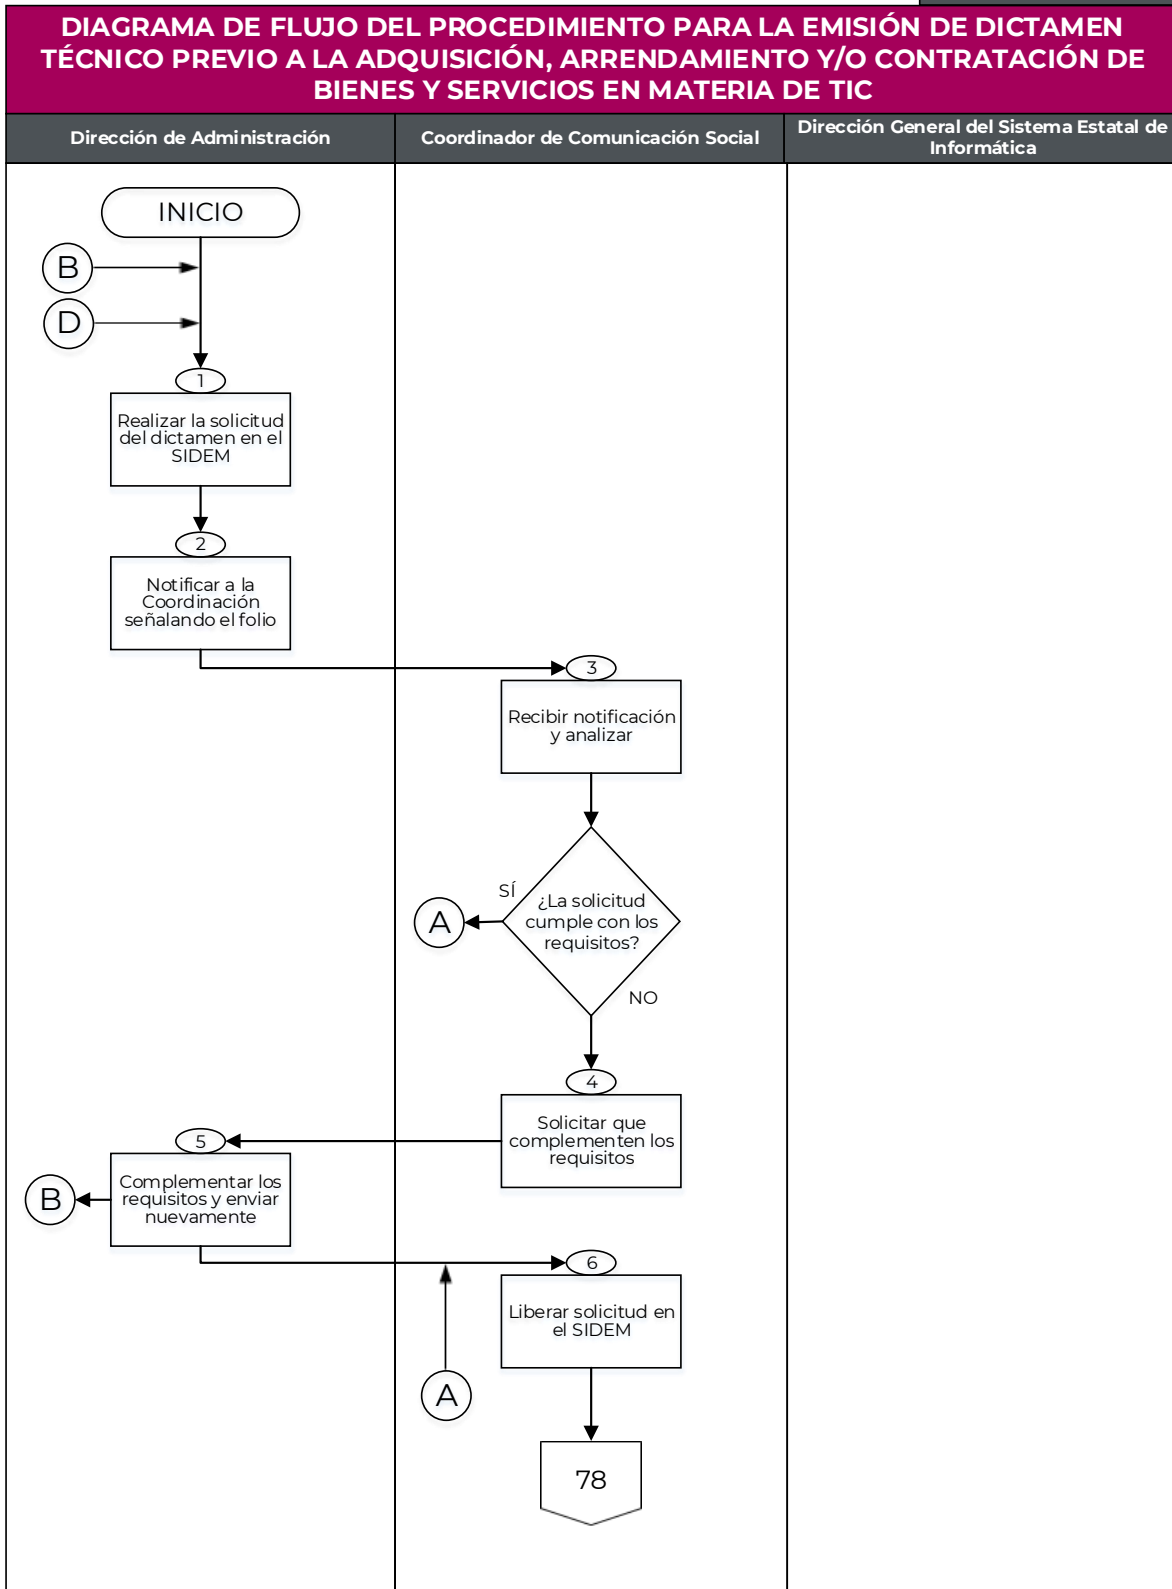 DIAGRAMA DE FLUJO DEL PROCEDIMIENTO PARA LA EMISIÓN DE DICTAMEN
TÉCNICO PREVIO A LA ADQUISICIÓN, ARRENDAMIENTO Y/O CONTRATACIÓN DE
BIENES Y SERVICIOS EN MATERIA DE TIC
Dirección de Administración
Coordinador de Comunicación Social
Dirección General del Sistema Estatal de
Informática
INICIO
B
D
1
Realizar la solicitud
del dictamen en el
SIDEM
2
Notificar a la
Coordinación
señalando el folio
3
Recibir notificación
y analizar
SÍ
¿La solicitud
cumple con los
requisitos?
A
NO
4
Solicitar que
complementen los
requisitos
5
Complementar los
requisitos y enviar
nuevamente
B
6
Liberar solicitud en
el SIDEM
A
78